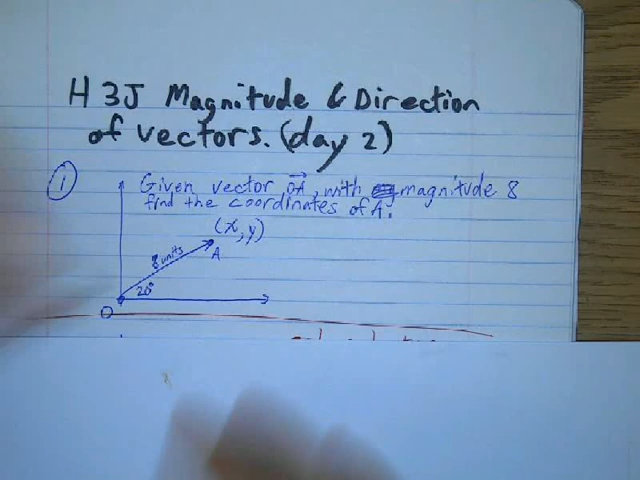 H 3J Magnitude & Direction
of vectors. (day 2)
① Given vector OA, with magnitude 8
find the coordinates of A.
(x, y)
8 units
A
20°
O